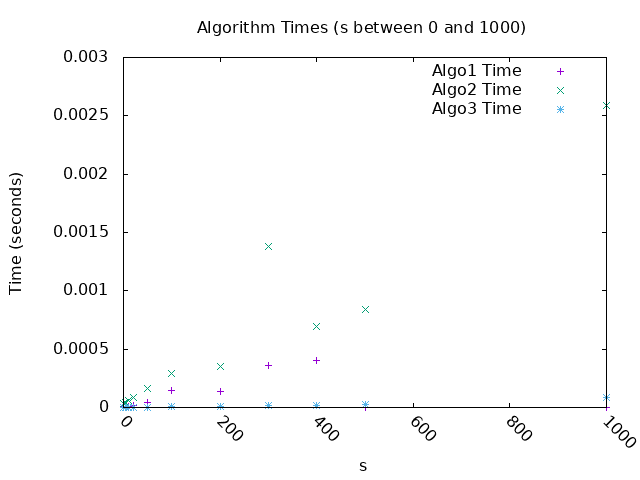 Algorithm Times (s between 0 and 1000)
0.003
0.0025
0.002
0.0015
0.001
0.0005
0
Time (seconds)
Algo1 Time
Algo2 Time
Algo3 Time
0
200
400
600
800
1000
s